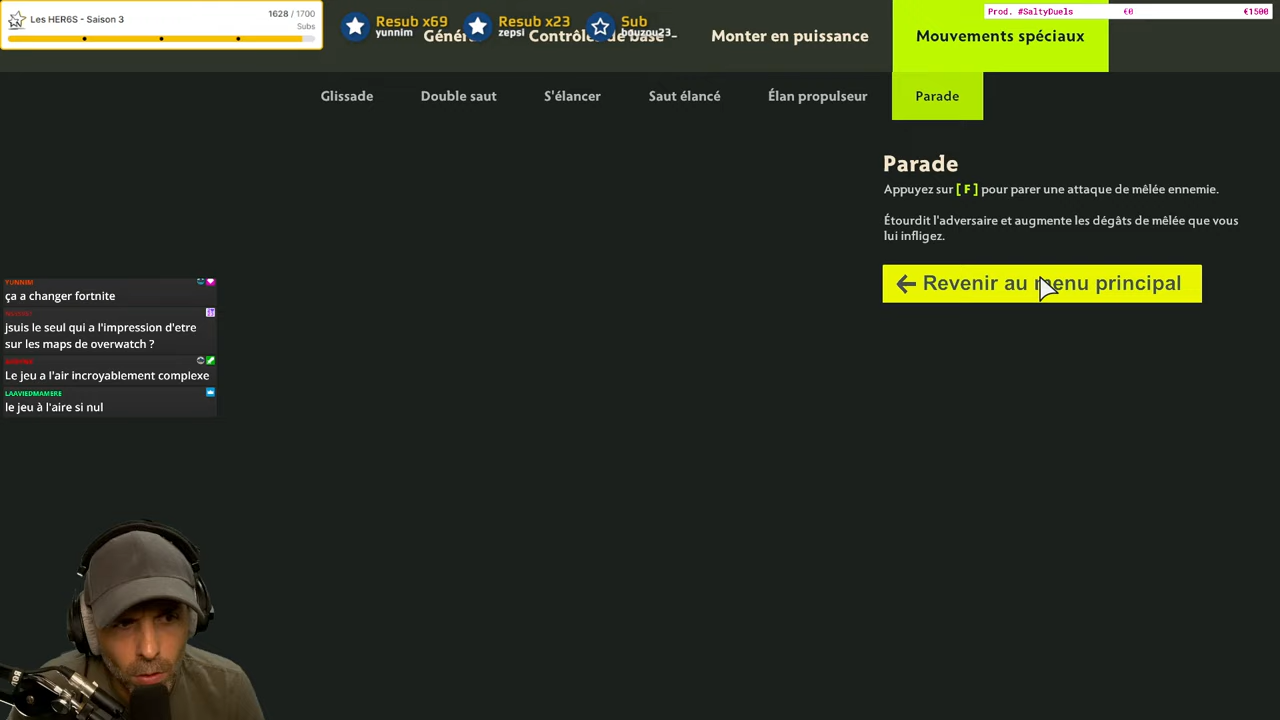 Les HER6S - Saison 3
1628 / 1700
Subs
Resub x69
yunnim
Resub x23
zepsi
Sub
bouzou23
Prod. #SaltyDuels €0 €1500
Contrôles de base
Monter en puissance
Mouvements spéciaux
Glissade
Double saut
S'élancer
Saut élancé
Élan propulseur
Parade
Parade
Appuyez sur [ F ] pour parer une attaque de mêlée ennemie.
Étourdit l'adversaire et augmente les dégâts de mêlée que vous
lui infligez.
← Revenir au menu principal
YUNNIM
ça a changer fortnite
jsuis le seul qui a l'impression d'etre
sur les maps de overwatch ?
Le jeu a l'air incroyablement complexe
LAAVIEDMAMERE
le jeu à l'aire si nul